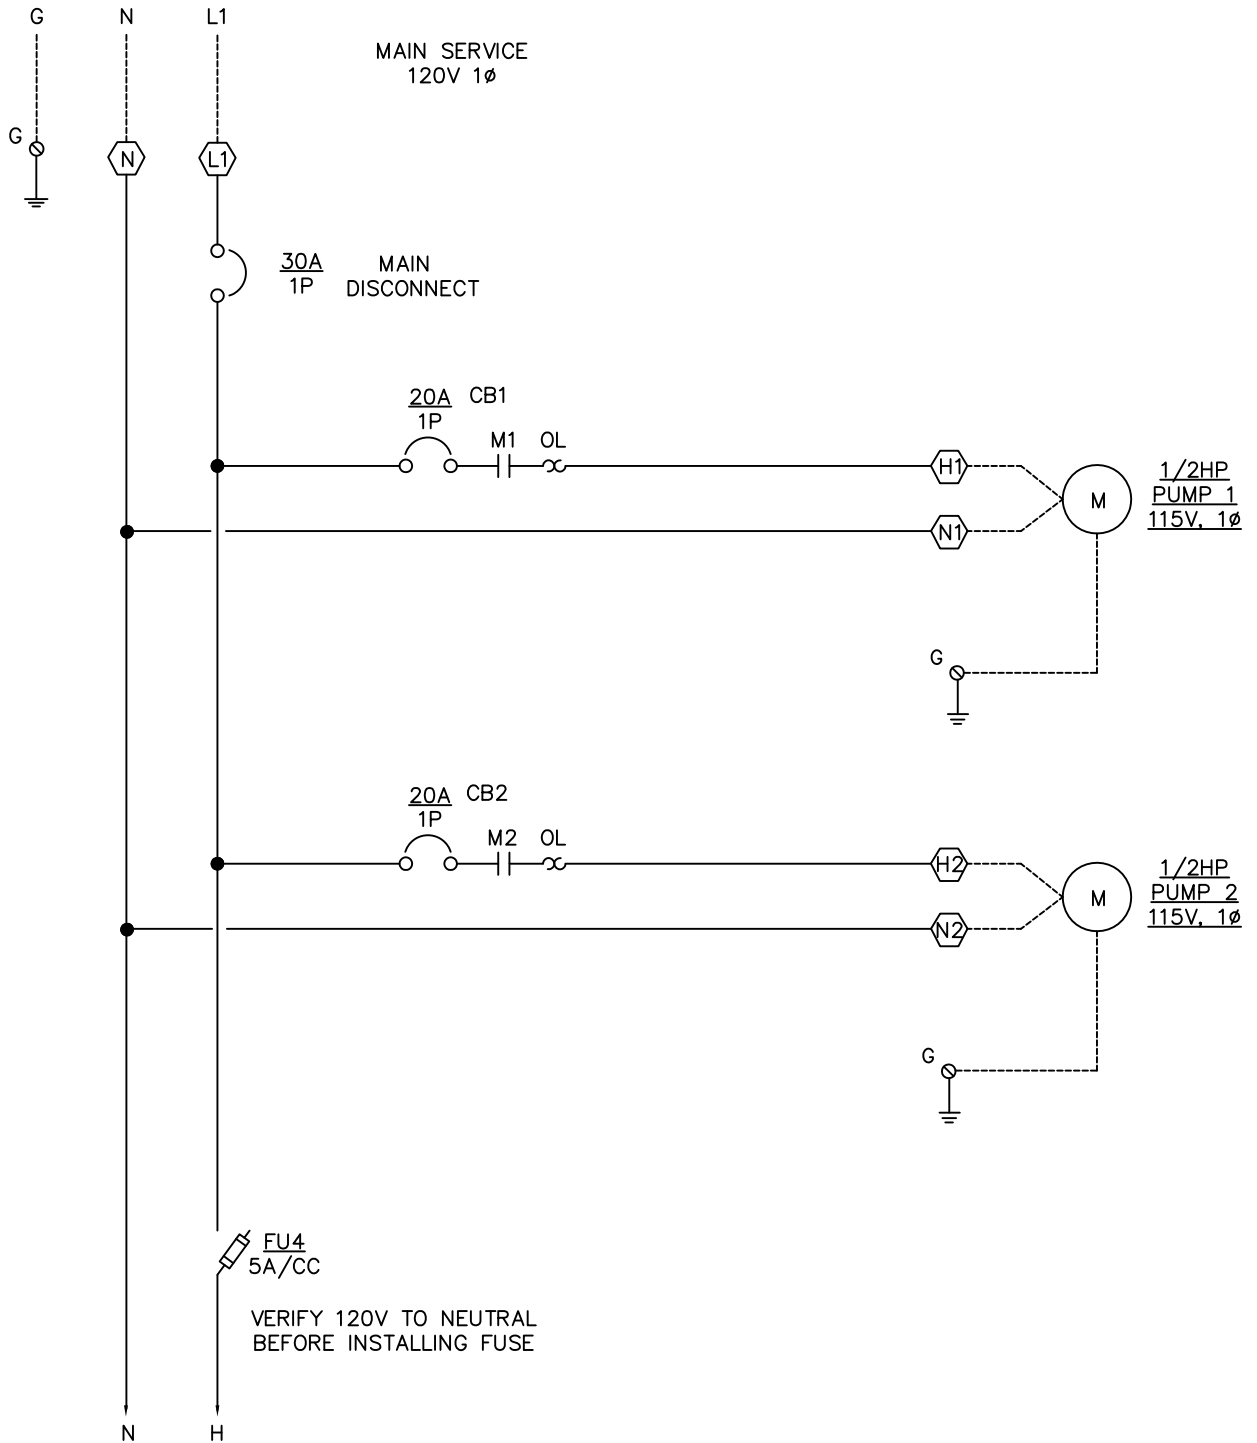 G N L1
MAIN SERVICE
120V 1ø
G
N L1
30A
1P
MAIN
DISCONNECT
20A CB1
1P
M1 OL
H1
N1
M
1/2HP
PUMP 1
115V, 1ø
G
20A CB2
1P
M2 OL
H2
N2
M
1/2HP
PUMP 2
115V, 1ø
G
FU4
5A/CC
VERIFY 120V TO NEUTRAL
BEFORE INSTALLING FUSE
N H